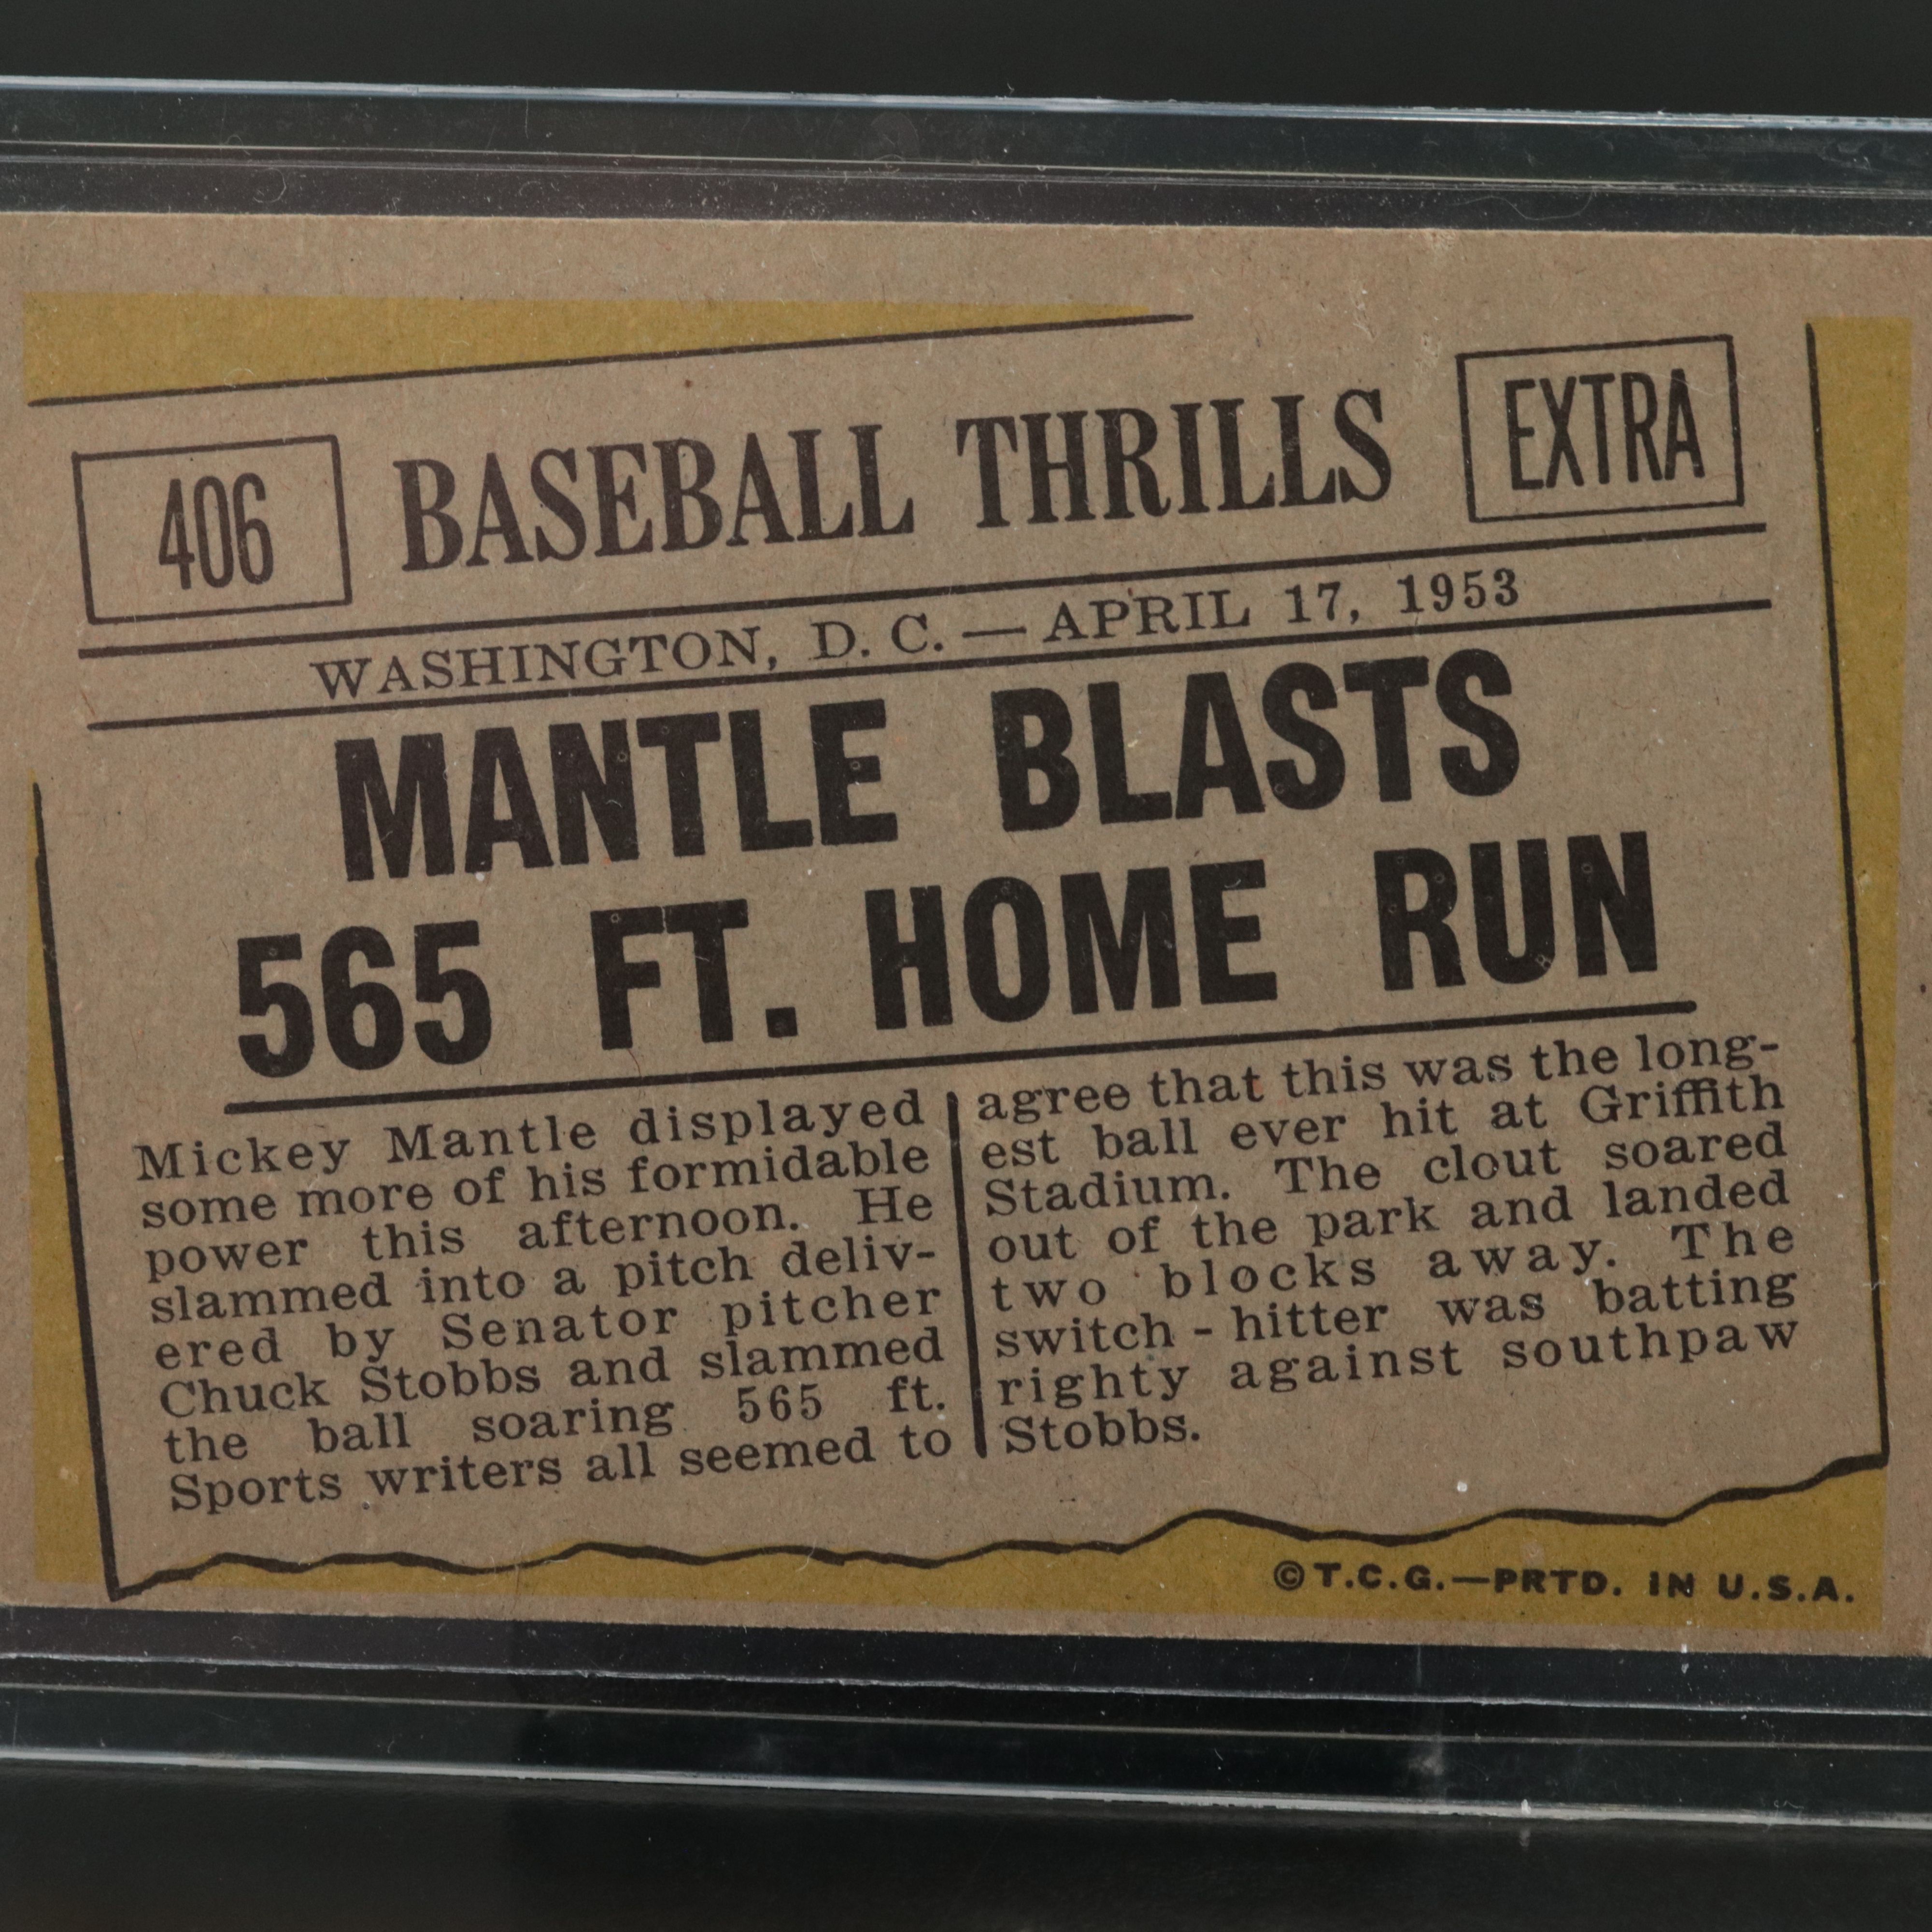 406
BASEBALL THRILLS
EXTRA
WASHINGTON, D. C. — APRIL 17, 1953
MANTLE BLASTS
565 FT. HOME RUN
Mickey Mantle displayed
some more of his formidable
power this afternoon. He
slammed into a pitch deliv-
ered by Senator pitcher
Chuck Stobbs and slammed
the ball soaring 565 ft.
Sports writers all seemed to
agree that this was the long-
est ball ever hit at Griffith
Stadium. The clout soared
out of the park and landed
two blocks away. The
switch - hitter was batting
righty against southpaw
Stobbs.
©T.C.G.—PRTD. IN U.S.A.